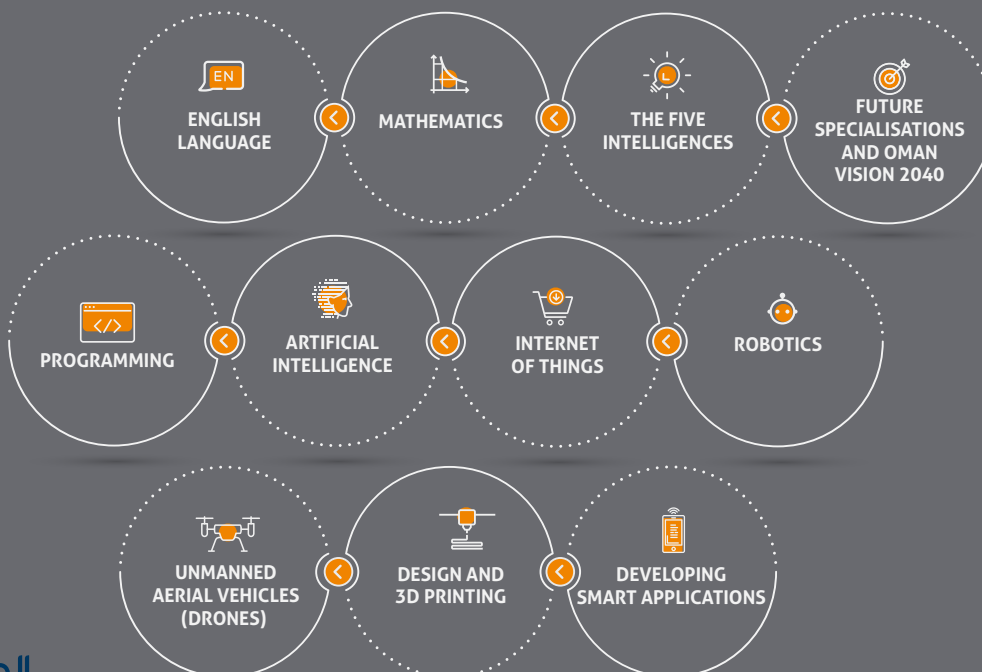 EN
ENGLISH
LANGUAGE
MATHEMATICS
THE FIVE
INTELLIGENCES
FUTURE
SPECIALISATIONS
AND OMAN
VISION 2040
PROGRAMMING
ARTIFICIAL
INTELLIGENCE
INTERNET
OF THINGS
ROBOTICS
UNMANNED
AERIAL VEHICLES
(DRONES)
DESIGN AND
3D PRINTING
DEVELOPING
SMART APPLICATIONS